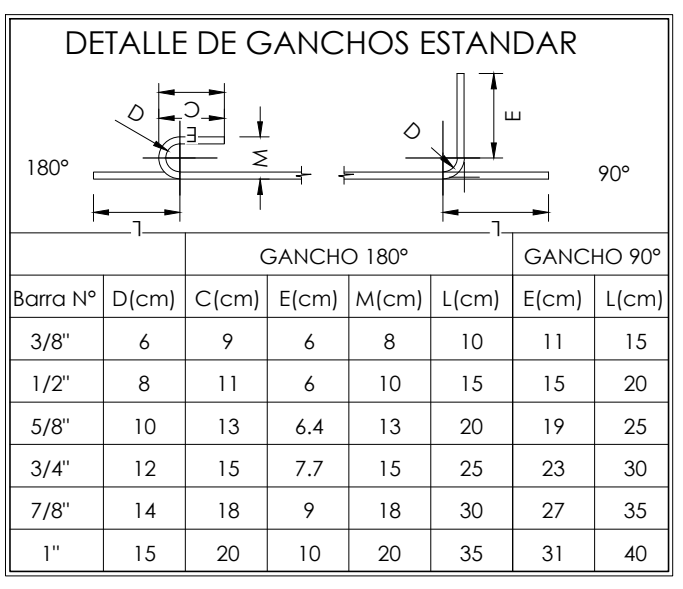 DETALLE DE GANCHOS ESTANDAR
D
C
E
M
180°
L
D
E
90°
L
GANCHO 180° GANCHO 90°
Barra N° D(cm) C(cm) E(cm) M(cm) L(cm) E(cm) L(cm)
3/8" 6 9 6 8 10 11 15
1/2" 8 11 6 10 15 15 20
5/8" 10 13 6.4 13 20 19 25
3/4" 12 15 7.7 15 25 23 30
7/8" 14 18 9 18 30 27 35
1" 15 20 10 20 35 31 40